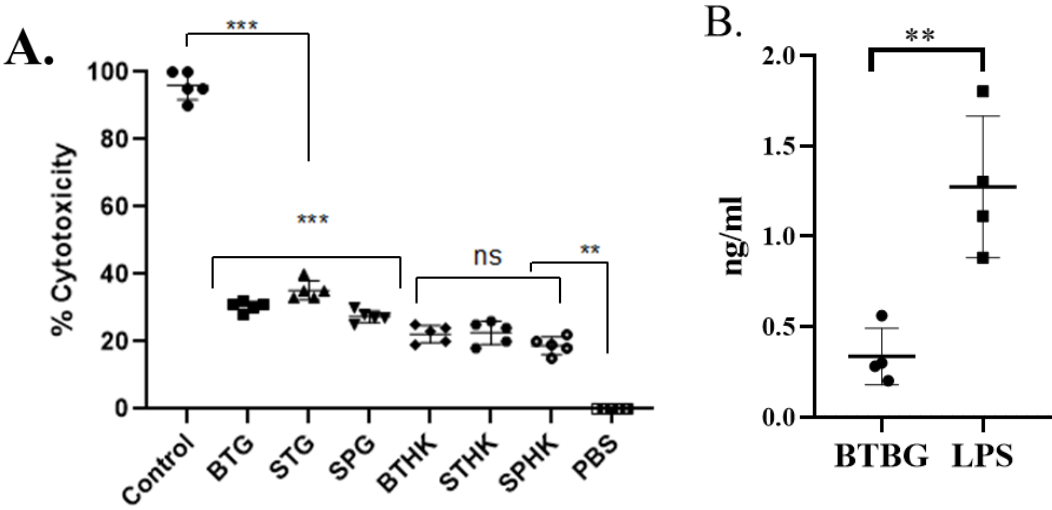 A.
***
% Cytotoxicity
100
80
60
40
20
0
***
ns
**
Control
BTG
STG
SPG
BTHK
STHK
SPHK
PBS
B.
**
ng/ml
2.0
1.5
1.0
0.5
0.0
BTBG
LPS